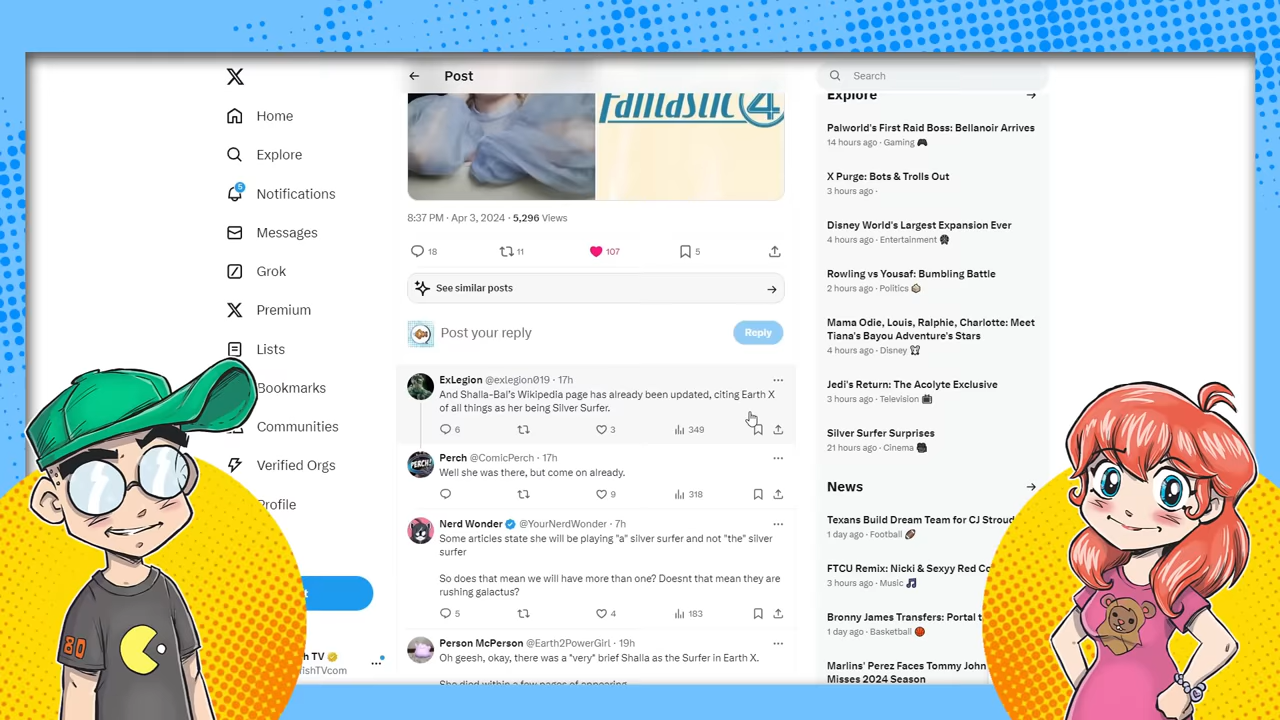 X
Post
Search
Home
Explore
5
Notifications
Messages
Grok
Premium
Lists
Bookmarks
Communities
Verified Orgs
Profile
h TV
ishTVcom
80
Fantastic 4
8:37 PM · Apr 3, 2024 · 5,296 Views
18 11 107 5
See similar posts
Post your reply
Reply
ExLegion @exlegion019 · 17h
And Shalla-Bal's Wikipedia page has already been updated, citing Earth X
of all things as her being Silver Surfer.
6 3 349
PERCH!
Perch @ComicPerch · 17h
Well she was there, but come on already.
9 318
Nerd Wonder @YourNerdWonder · 7h
Some articles state she will be playing "a" silver surfer and not "the" silver
surfer
So does that mean we will have more than one? Doesnt that mean they are
rushing galactus?
5 4 183
Person McPerson @Earth2PowerGirl · 19h
Oh geesh, okay, there was a "very" brief Shalla as the Surfer in Earth X.
She died within a few pages of appearing
Explore
Palworld's First Raid Boss: Bellanoir Arrives
14 hours ago · Gaming
X Purge: Bots & Trolls Out
3 hours ago ·
Disney World's Largest Expansion Ever
4 hours ago · Entertainment
Rowling vs Yousaf: Bumbling Battle
2 hours ago · Politics
Mama Odie, Louis, Ralphie, Charlotte: Meet
Tiana's Bayou Adventure's Stars
4 hours ago · Disney
Jedi's Return: The Acolyte Exclusive
3 hours ago · Television
Silver Surfer Surprises
21 hours ago · Cinema
News
Texans Build Dream Team for CJ Stroud
1 day ago · Football
FTCU Remix: Nicki & Sexyy Red Co
3 hours ago · Music
Bronny James Transfers: Portal t
1 day ago · Basketball
Marlins' Perez Faces Tommy John
Misses 2024 Season